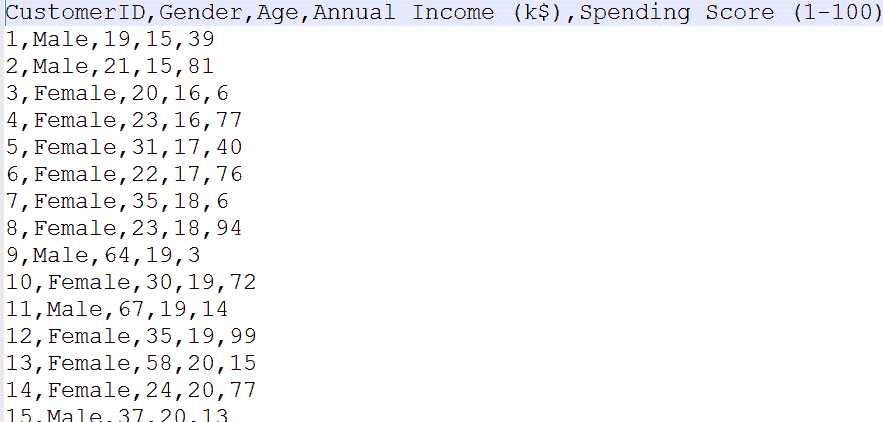 CustomerID,Gender,Age,Annual Income (k$),Spending Score (1-100)
1,Male,19,15,39
2,Male,21,15,81
3,Female,20,16,6
4,Female,23,16,77
5,Female,31,17,40
6,Female,22,17,76
7,Female,35,18,6
8,Female,23,18,94
9,Male,64,19,3
10,Female,30,19,72
11,Male,67,19,14
12,Female,35,19,99
13,Female,58,20,15
14,Female,24,20,77
15,Male,37,20,13